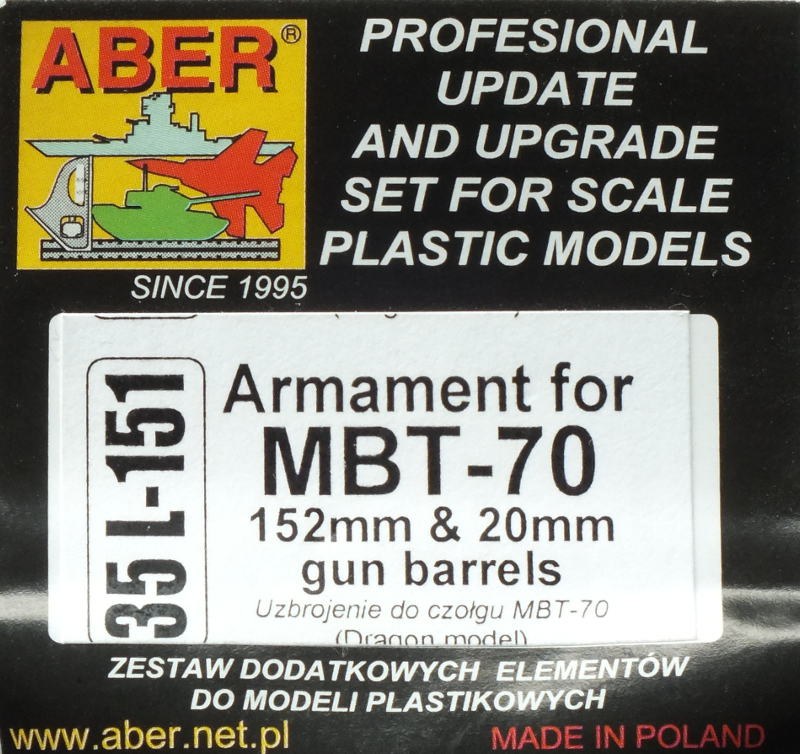 ABER®
PROFESIONAL
UPDATE
AND UPGRADE
SET FOR SCALE
PLASTIC MODELS
SINCE 1995
35 L-151
Armament for
MBT-70
152mm & 20mm
gun barrels
Uzbrojenie do czołgu MBT-70
(Dragon model)
ZESTAW DODATKOWYCH ELEMENTÓW
DO MODELI PLASTIKOWYCH
www.aber.net.pl
MADE IN POLAND